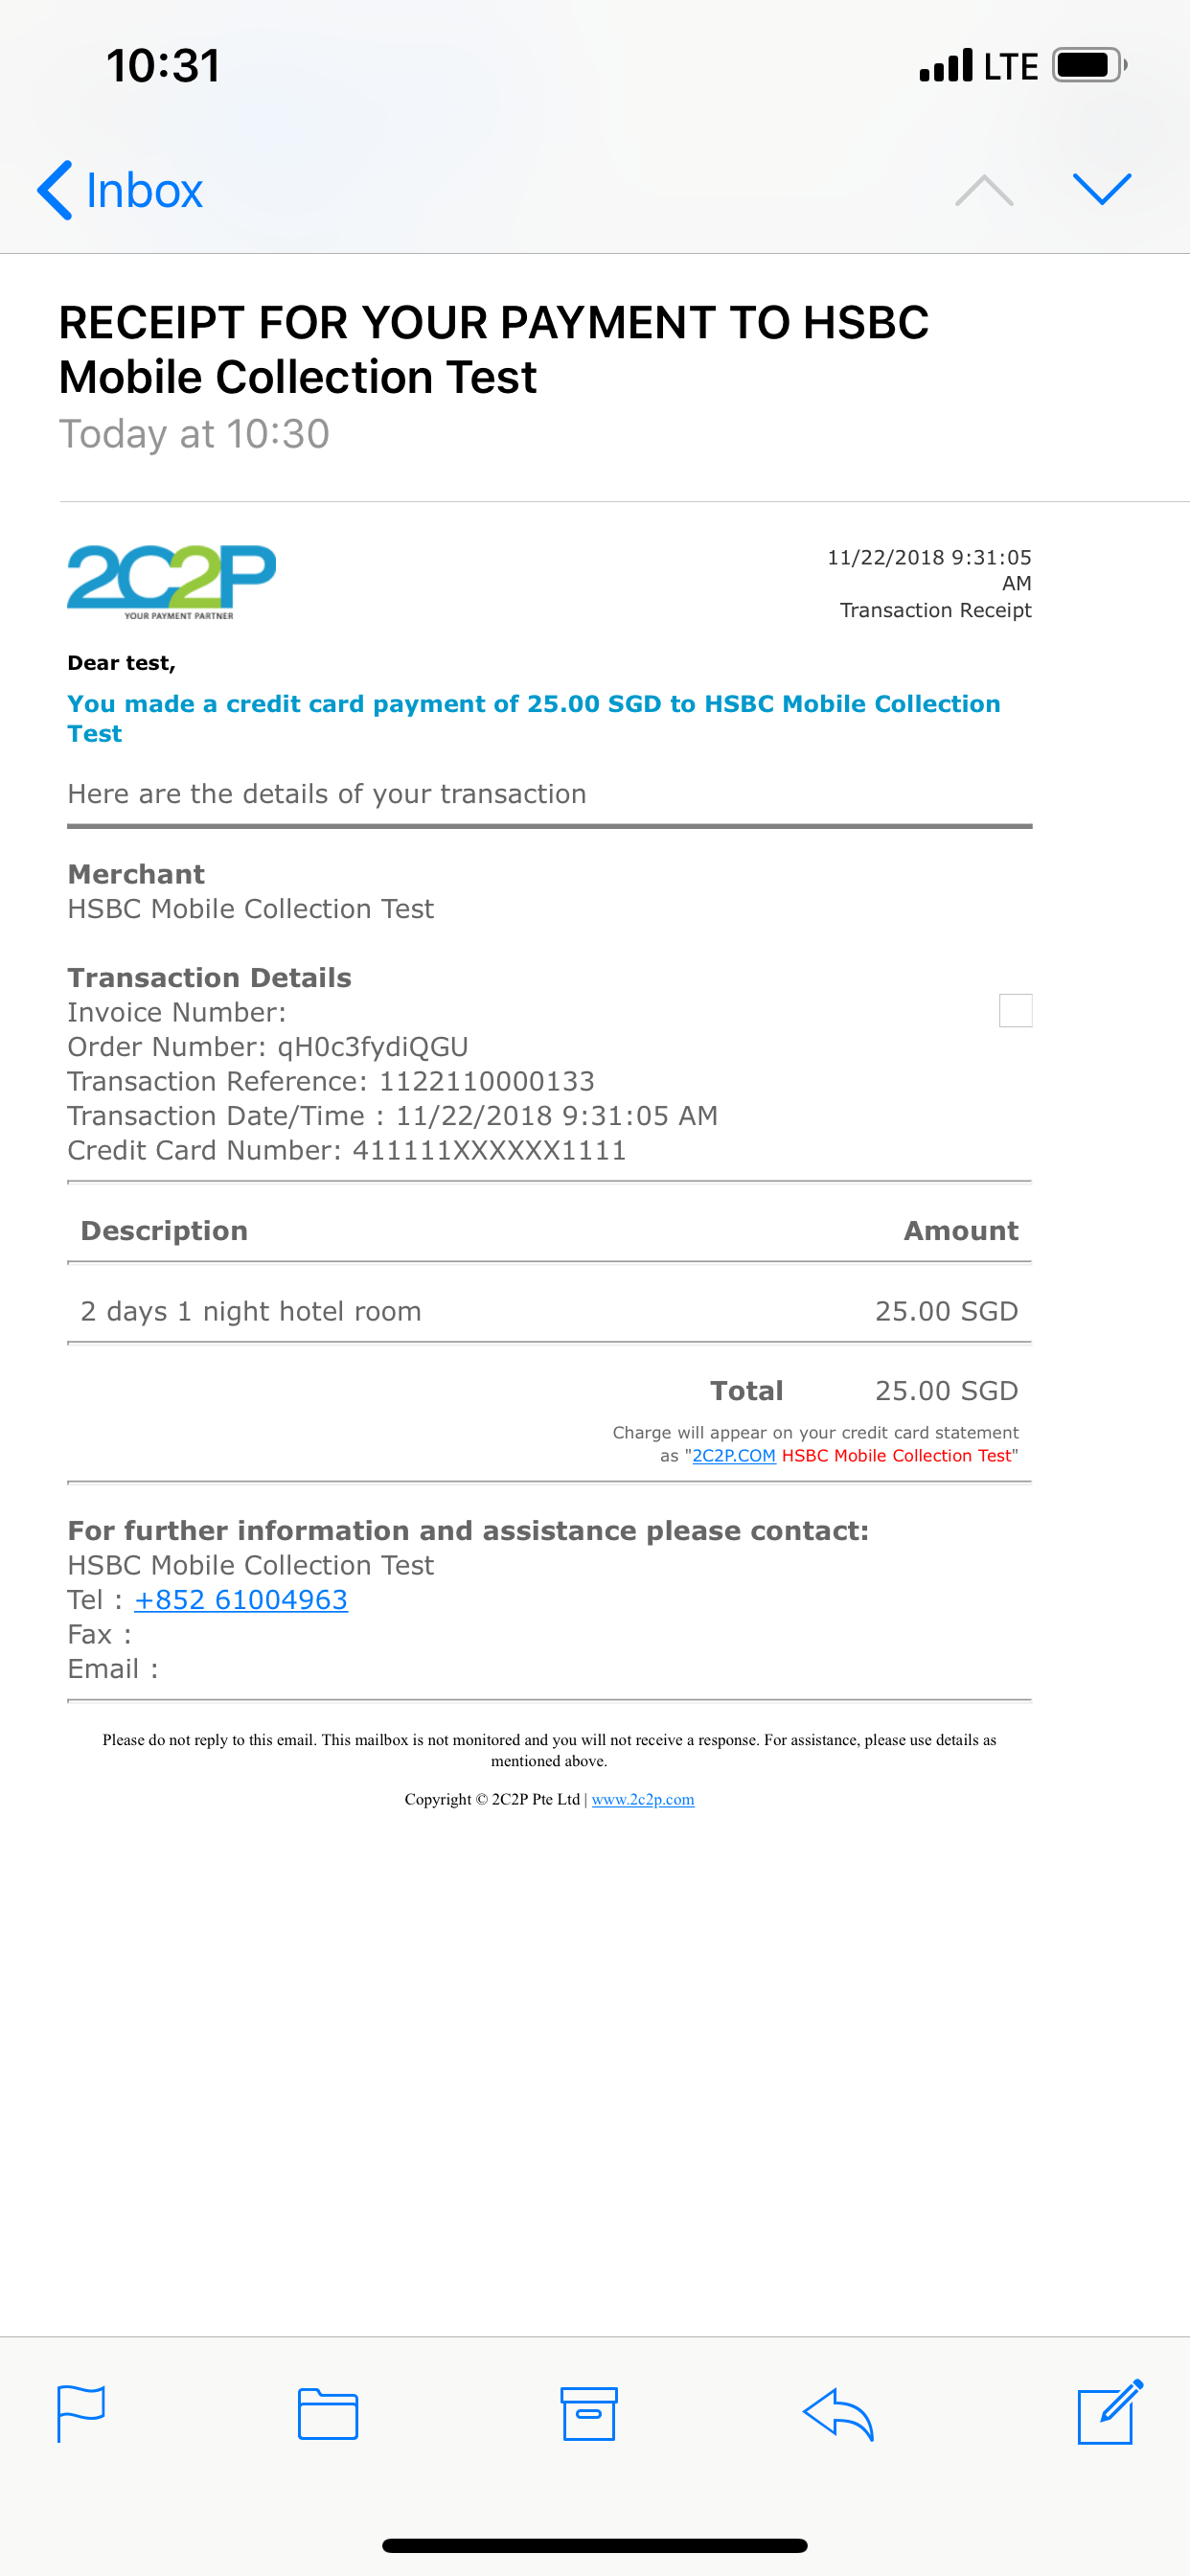 10:31
LTE
Inbox
RECEIPT FOR YOUR PAYMENT TO HSBC
Mobile Collection Test
Today at 10:30
2C2P
YOUR PAYMENT PARTNER
11/22/2018 9:31:05
AM
Transaction Receipt
Dear test,
You made a credit card payment of 25.00 SGD to HSBC Mobile Collection
Test
Here are the details of your transaction
Merchant
HSBC Mobile Collection Test
Transaction Details
Invoice Number:
Order Number: qH0c3fydiQGU
Transaction Reference: 1122110000133
Transaction Date/Time : 11/22/2018 9:31:05 AM
Credit Card Number: 411111XXXXXX1111
Description Amount
2 days 1 night hotel room 25.00 SGD
Total 25.00 SGD
Charge will appear on your credit card statement
as "2C2P.COM HSBC Mobile Collection Test"
For further information and assistance please contact:
HSBC Mobile Collection Test
Tel : +852 61004963
Fax :
Email :
Please do not reply to this email. This mailbox is not monitored and you will not receive a response. For assistance, please use details as
mentioned above.
Copyright © 2C2P Pte Ltd | www.2c2p.com